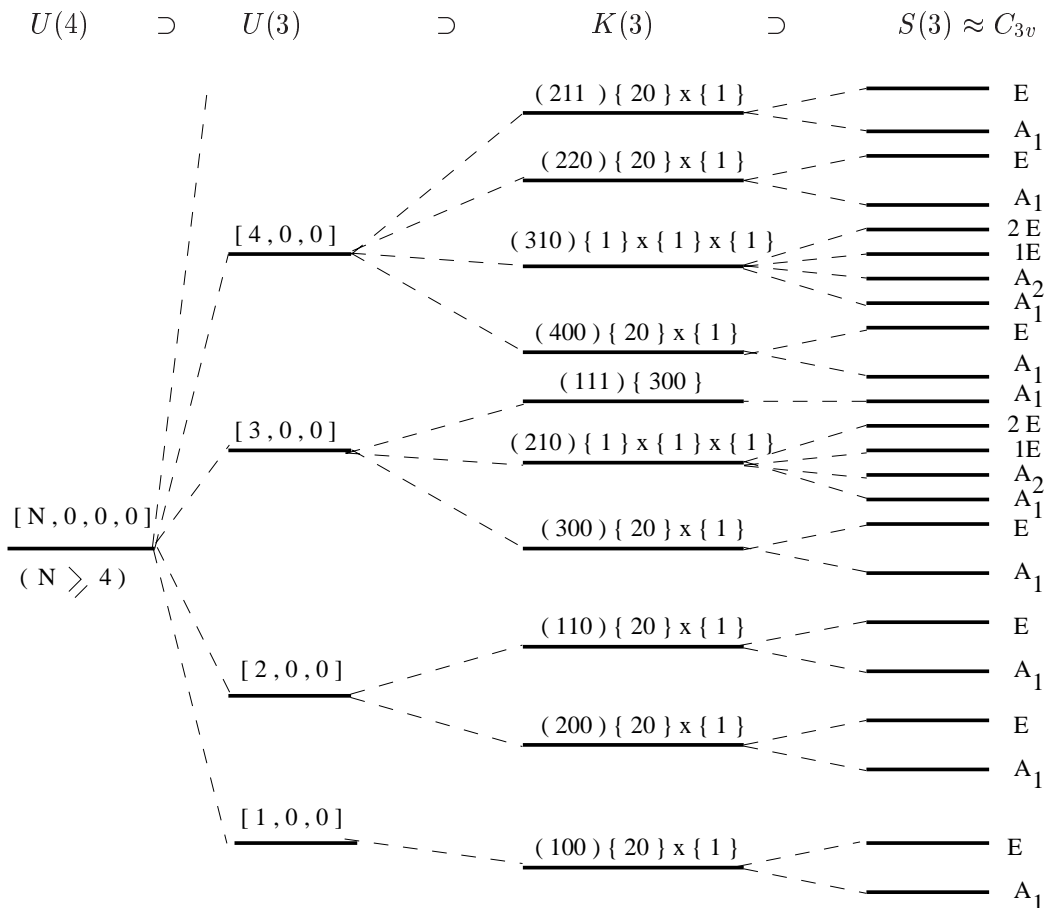 U(4) ⊃ U(3) ⊃ K(3) ⊃ S(3) ≈ C3v
( 211 ) { 20 } x { 1 }
E
A1
( 220 ) { 20 } x { 1 }
E
A1
[ 4 , 0 , 0 ]
( 310 ) { 1 } x { 1 } x { 1 }
2 E
1E
A2
A1
( 400 ) { 20 } x { 1 }
E
A1
( 111 ) { 300 }
A1
[ 3 , 0 , 0 ]
( 210 ) { 1 } x { 1 } x { 1 }
2 E
1E
A2
A1
[ N , 0 , 0 , 0 ]
( N ⩾ 4 )
( 300 ) { 20 } x { 1 }
E
A1
( 110 ) { 20 } x { 1 }
E
A1
[ 2 , 0 , 0 ]
( 200 ) { 20 } x { 1 }
E
A1
[ 1 , 0 , 0 ]
( 100 ) { 20 } x { 1 }
E
A1